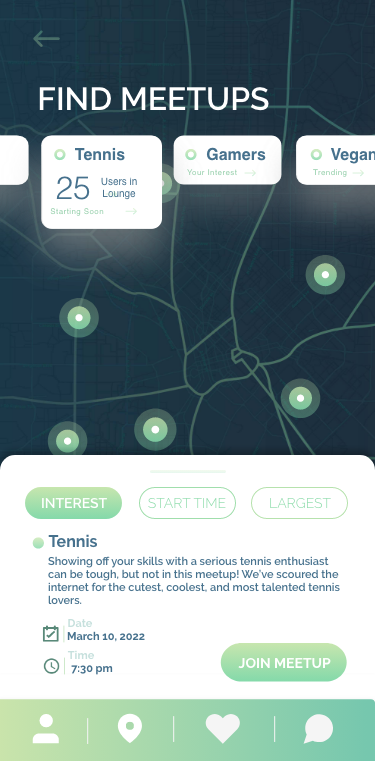 FIND MEETUPS
Tennis
25 Users in
Lounge
Starting Soon
Gamers
Your Interest
Vegan
Trending
INTEREST
START TIME
LARGEST
Tennis
Showing off your skills with a serious tennis enthusiast
can be tough, but not in this meetup! We've scoured the
internet for the cutest, coolest, and most talented tennis
lovers.
Date
March 10, 2022
Time
7:30 pm
JOIN MEETUP